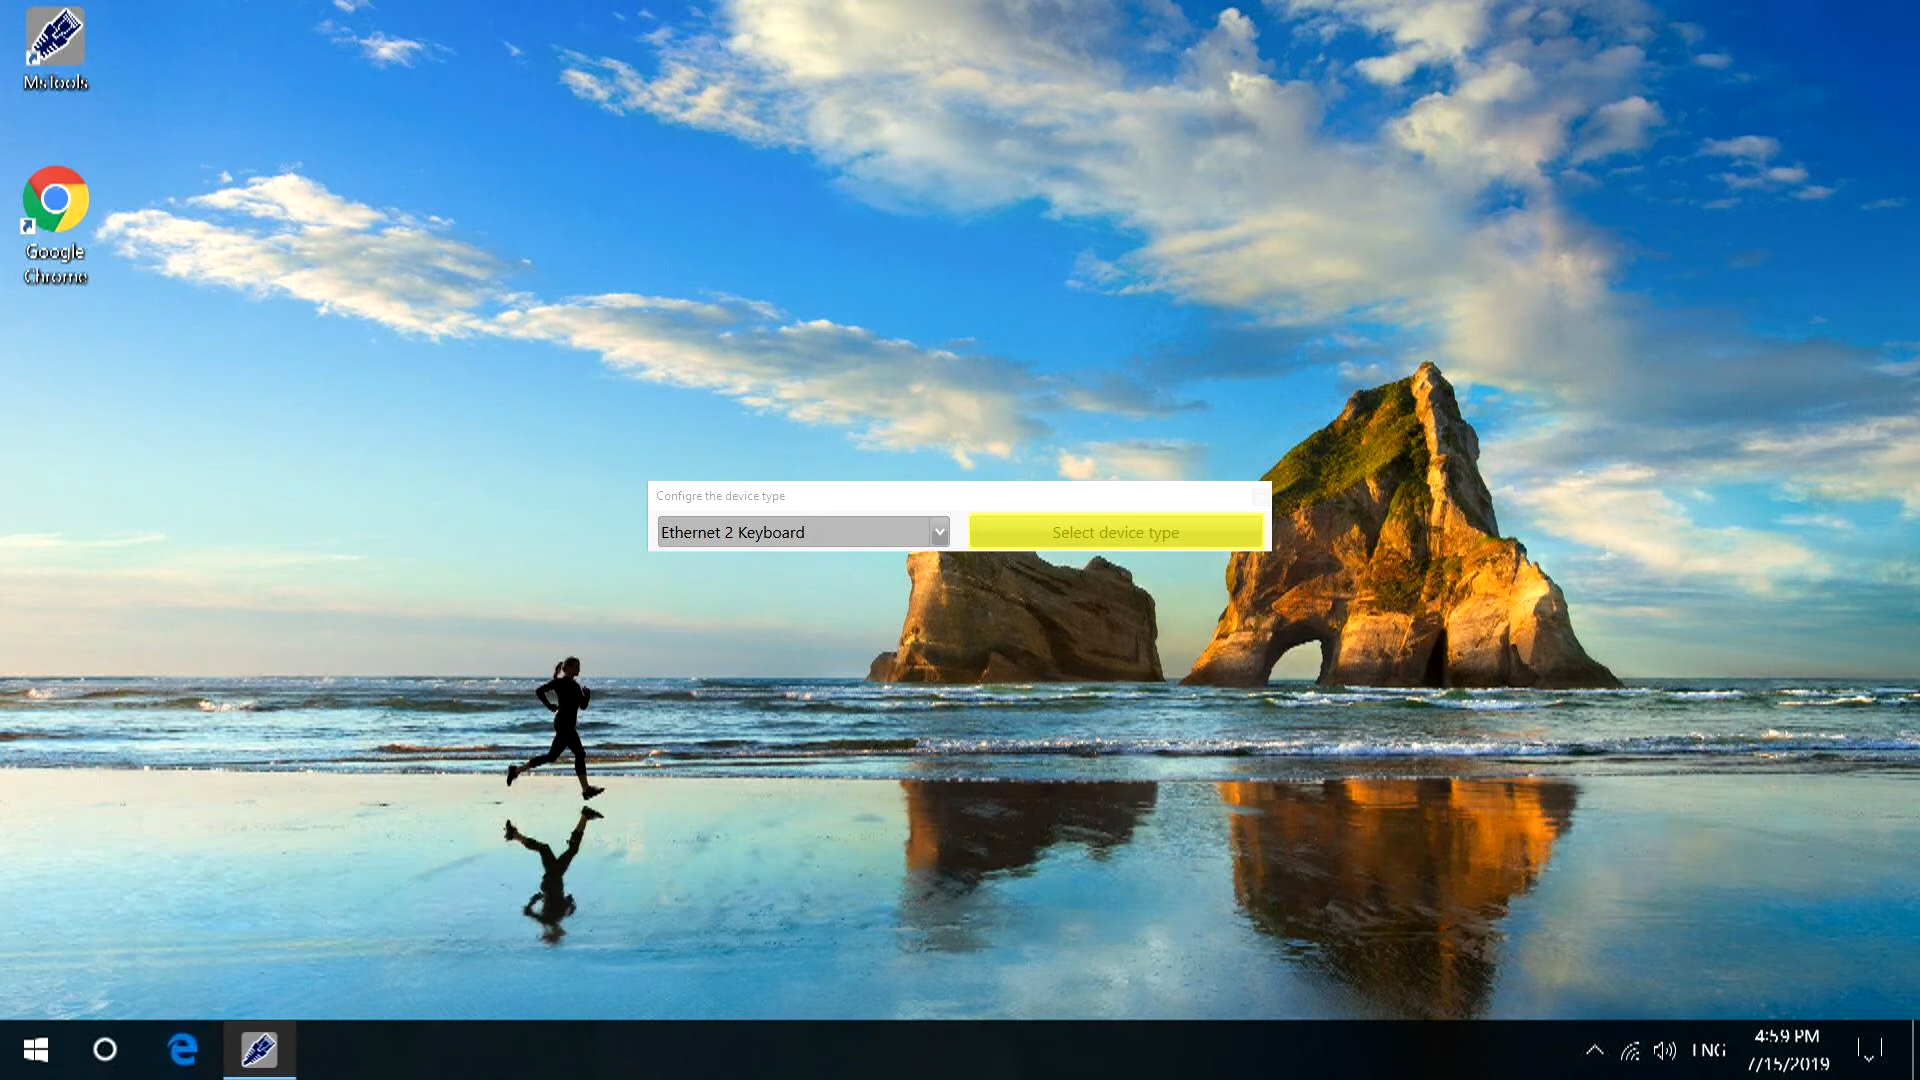 MsTools
Google
Chrome
Configre the device type
Ethernet 2 Keyboard
Select device type
ENG
4:59 PM
7/15/2019